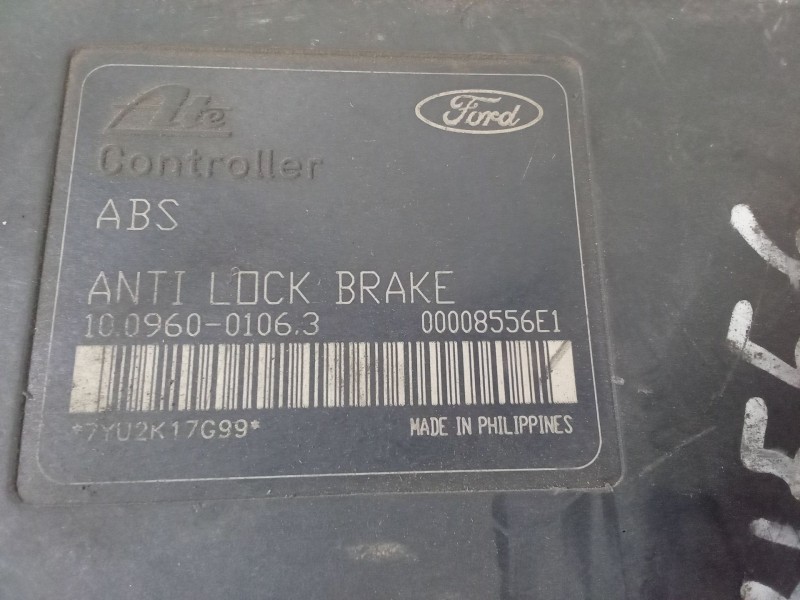 Ate
Ford
Controller
ABS
ANTI LOCK BRAKE
10.0960-0106.3 00008556E1
*7YU2K17G99*
MADE IN PHILIPPINES